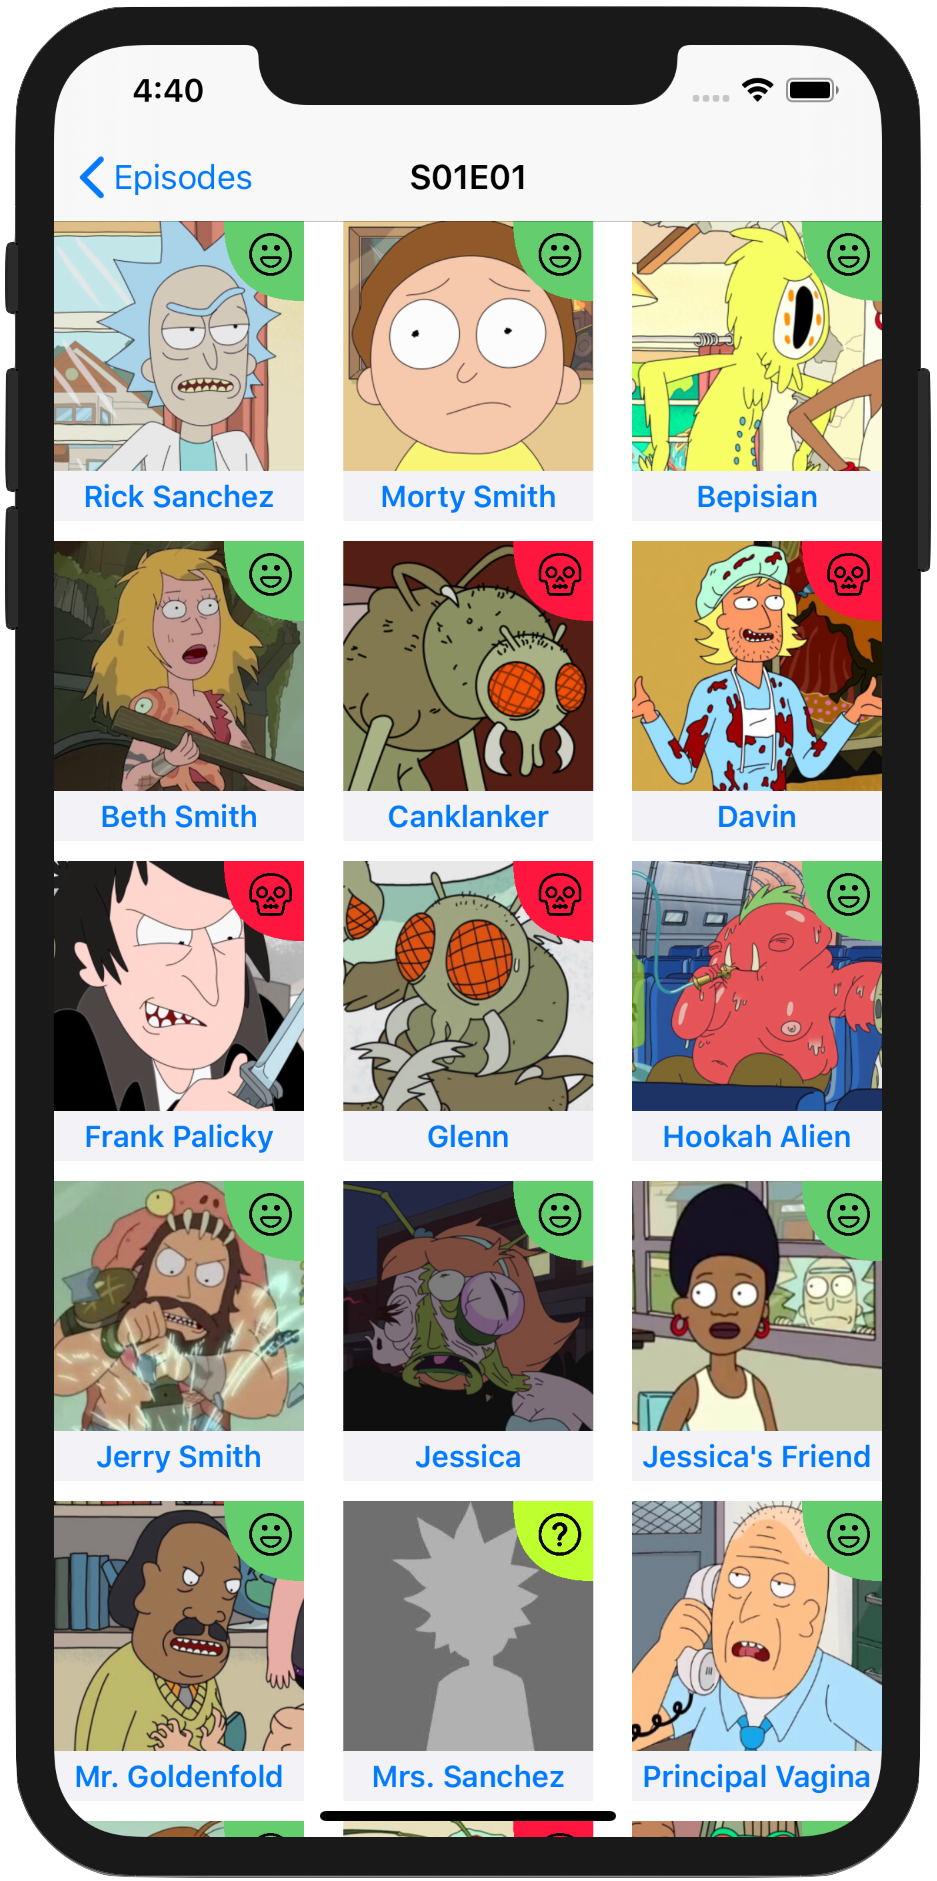 4:40
Episodes
S01E01
Rick Sanchez
Morty Smith
Bepisian
Beth Smith
Canklanker
Davin
Frank Palicky
Glenn
Hookah Alien
Jerry Smith
Jessica
Jessica's Friend
Mr. Goldenfold
?
Mrs. Sanchez
Principal Vagina